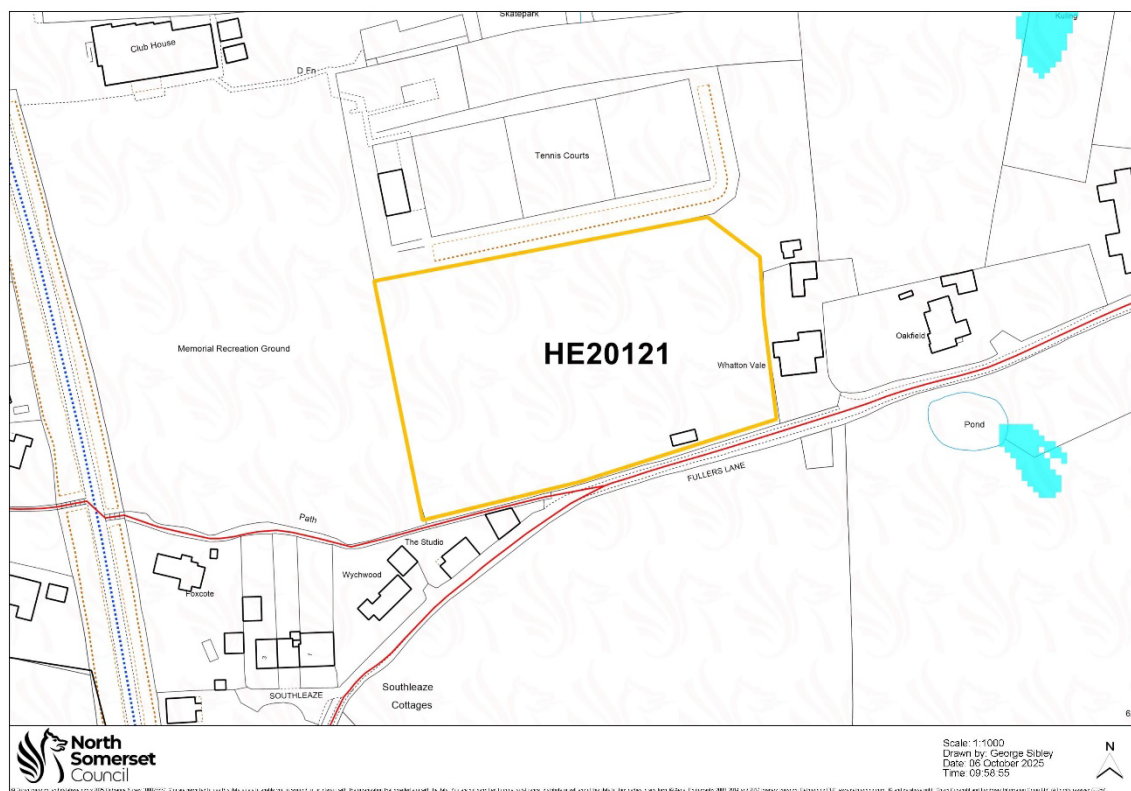 Skatepark
Club House
D Fn
Tennis Courts
Memorial Recreation Ground
HE20121
Whatton Vale
Oakfield
Pond
FULLERS LANE
Path
The Studio
Wychwood
Foxcote
3
SOUTHLEAZE
Southleaze
Cottages
North
Somerset
Council
Scale: 1:1000
Drawn by: George Sibley
Date: 06 October 2025
Time: 09:58:55
N